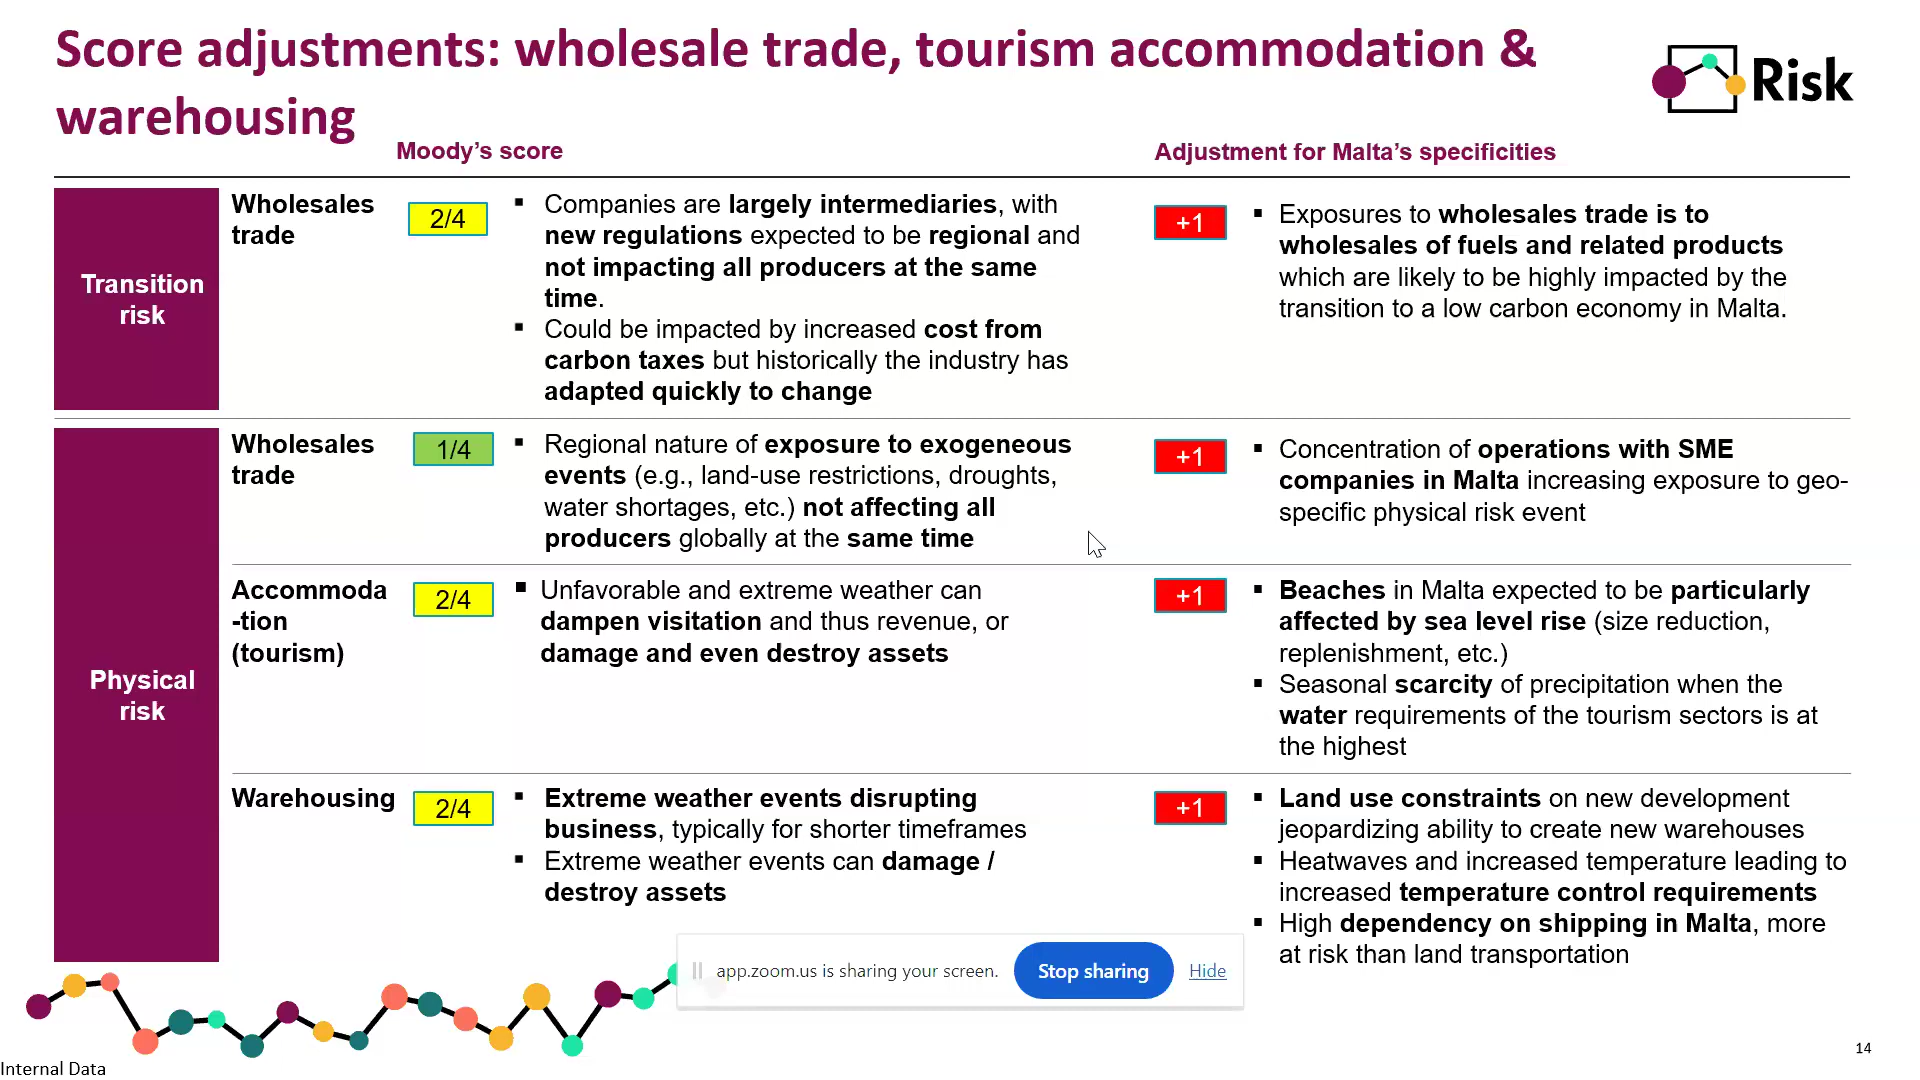 Score adjustments: wholesale trade, tourism accommodation &
warehousing
Risk
Moody’s score
Adjustment for Malta’s specificities
Transition
risk
Wholesales
trade
2/4
▪ Companies are largely intermediaries, with
new regulations expected to be regional and
not impacting all producers at the same
time.
▪ Could be impacted by increased cost from
carbon taxes but historically the industry has
adapted quickly to change
+1
▪ Exposures to wholesales trade is to
wholesales of fuels and related products
which are likely to be highly impacted by the
transition to a low carbon economy in Malta.
Physical
risk
Wholesales
trade
1/4
▪ Regional nature of exposure to exogeneous
events (e.g., land-use restrictions, droughts,
water shortages, etc.) not affecting all
producers globally at the same time
+1
▪ Concentration of operations with SME
companies in Malta increasing exposure to geo-
specific physical risk event
Accommoda
-tion
(tourism)
2/4
▪ Unfavorable and extreme weather can
dampen visitation and thus revenue, or
damage and even destroy assets
+1
▪ Beaches in Malta expected to be particularly
affected by sea level rise (size reduction,
replenishment, etc.)
▪ Seasonal scarcity of precipitation when the
water requirements of the tourism sectors is at
the highest
Warehousing
2/4
▪ Extreme weather events disrupting
business, typically for shorter timeframes
▪ Extreme weather events can damage /
destroy assets
+1
▪ Land use constraints on new development
jeopardizing ability to create new warehouses
▪ Heatwaves and increased temperature leading to
increased temperature control requirements
▪ High dependency on shipping in Malta, more
at risk than land transportation
app.zoom.us is sharing your screen.
Stop sharing
Hide
14
Internal Data